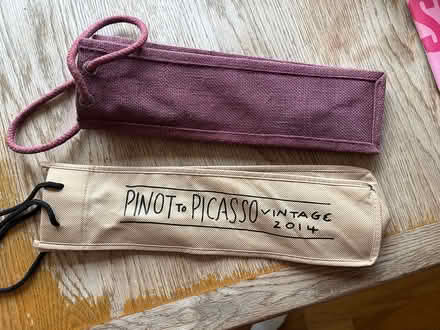 PINOT TO PICASSO VINTAGE
2014